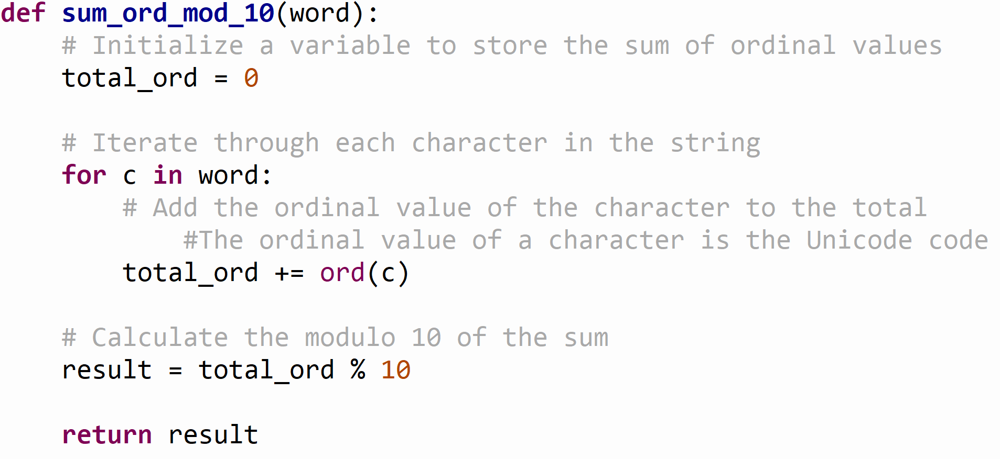 def sum_ord_mod_10(word):
    # Initialize a variable to store the sum of ordinal values
    total_ord = 0

    # Iterate through each character in the string
    for c in word:
        # Add the ordinal value of the character to the total
            #The ordinal value of a character is the Unicode code
        total_ord += ord(c)

    # Calculate the modulo 10 of the sum
    result = total_ord % 10

    return result